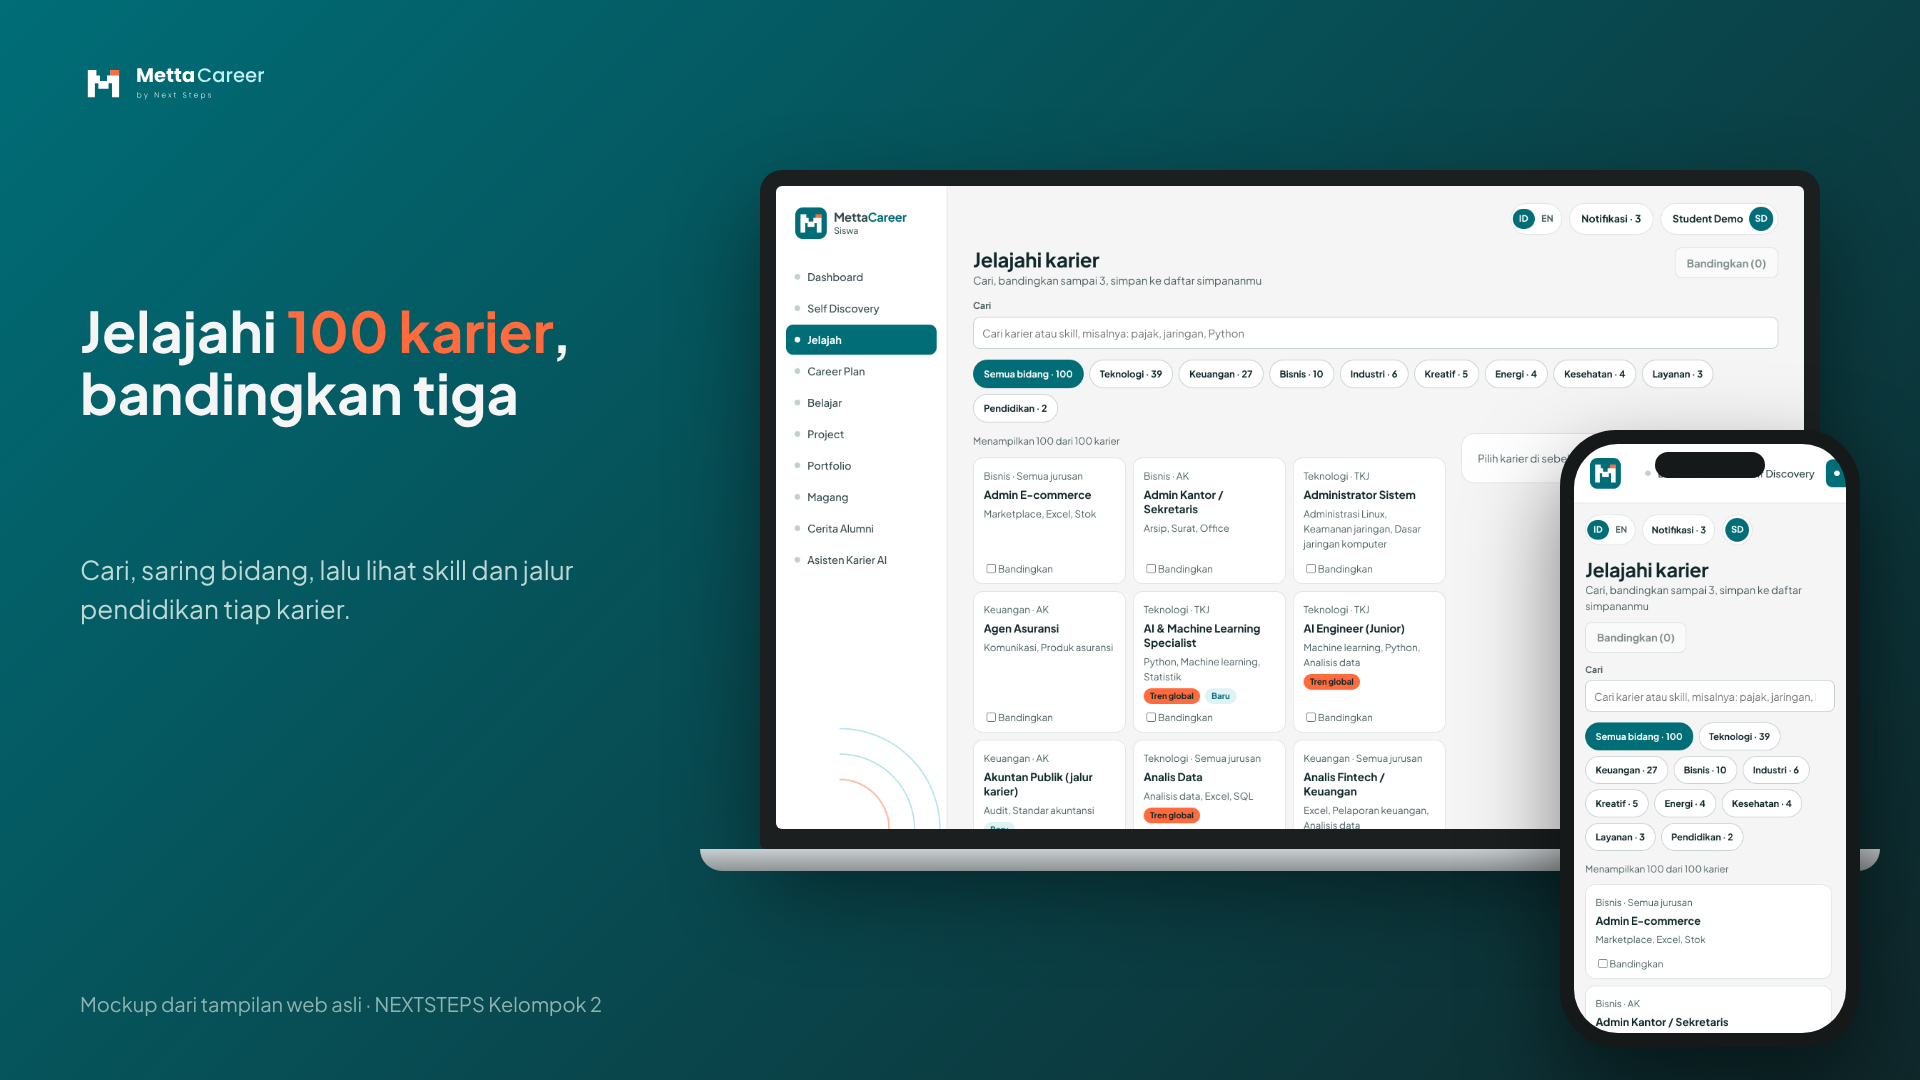 MettaCareer
by Next Steps
Jelajahi 100 karier,
bandingkan tiga
Cari, saring bidang, lalu lihat skill dan jalur
pendidikan tiap karier.
Mockup dari tampilan web asli · NEXTSTEPS Kelompok 2
MettaCareer
Siswa
Dashboard
Self Discovery
Jelajah
Career Plan
Belajar
Project
Portfolio
Magang
Cerita Alumni
Asisten Karier AI
ID EN
Notifikasi · 3
Student Demo SD
Jelajahi karier
Cari, bandingkan sampai 3, simpan ke daftar simpananmu
Bandingkan (0)
Cari
Cari karier atau skill, misalnya: pajak, jaringan, Python
Semua bidang · 100
Teknologi · 39
Keuangan · 27
Bisnis · 10
Industri · 6
Kreatif · 5
Energi · 4
Kesehatan · 4
Layanan · 3
Pendidikan · 2
Menampilkan 100 dari 100 karier
Pilih karier di sebe
Bisnis · Semua jurusan
Admin E-commerce
Marketplace, Excel, Stok
Bandingkan
Bisnis · AK
Admin Kantor /
Sekretaris
Arsip, Surat, Office
Bandingkan
Teknologi · TKJ
Administrator Sistem
Administrasi Linux,
Keamanan jaringan, Dasar
jaringan komputer
Bandingkan
Keuangan · AK
Agen Asuransi
Komunikasi, Produk asuransi
Bandingkan
Teknologi · TKJ
AI & Machine Learning
Specialist
Python, Machine learning,
Statistik
Tren global Baru
Bandingkan
Teknologi · TKJ
AI Engineer (Junior)
Machine learning, Python,
Analisis data
Tren global
Bandingkan
Keuangan · AK
Akuntan Publik (jalur
karier)
Audit, Standar akuntansi
Teknologi · Semua jurusan
Analis Data
Analisis data, Excel, SQL
Tren global
Keuangan · Semua jurusan
Analis Fintech /
Keuangan
Excel, Pelaporan keuangan,
Analisis data
Discovery
ID EN
Notifikasi · 3
SD
Jelajahi karier
Cari, bandingkan sampai 3, simpan ke daftar
simpananmu
Bandingkan (0)
Cari
Cari karier atau skill, misalnya: pajak, jaringan,
Semua bidang · 100
Teknologi · 39
Keuangan · 27
Bisnis · 10
Industri · 6
Kreatif · 5
Energi · 4
Kesehatan · 4
Layanan · 3
Pendidikan · 2
Menampilkan 100 dari 100 karier
Bisnis · Semua jurusan
Admin E-commerce
Marketplace, Excel, Stok
Bandingkan
Bisnis · AK
Admin Kantor / Sekretaris